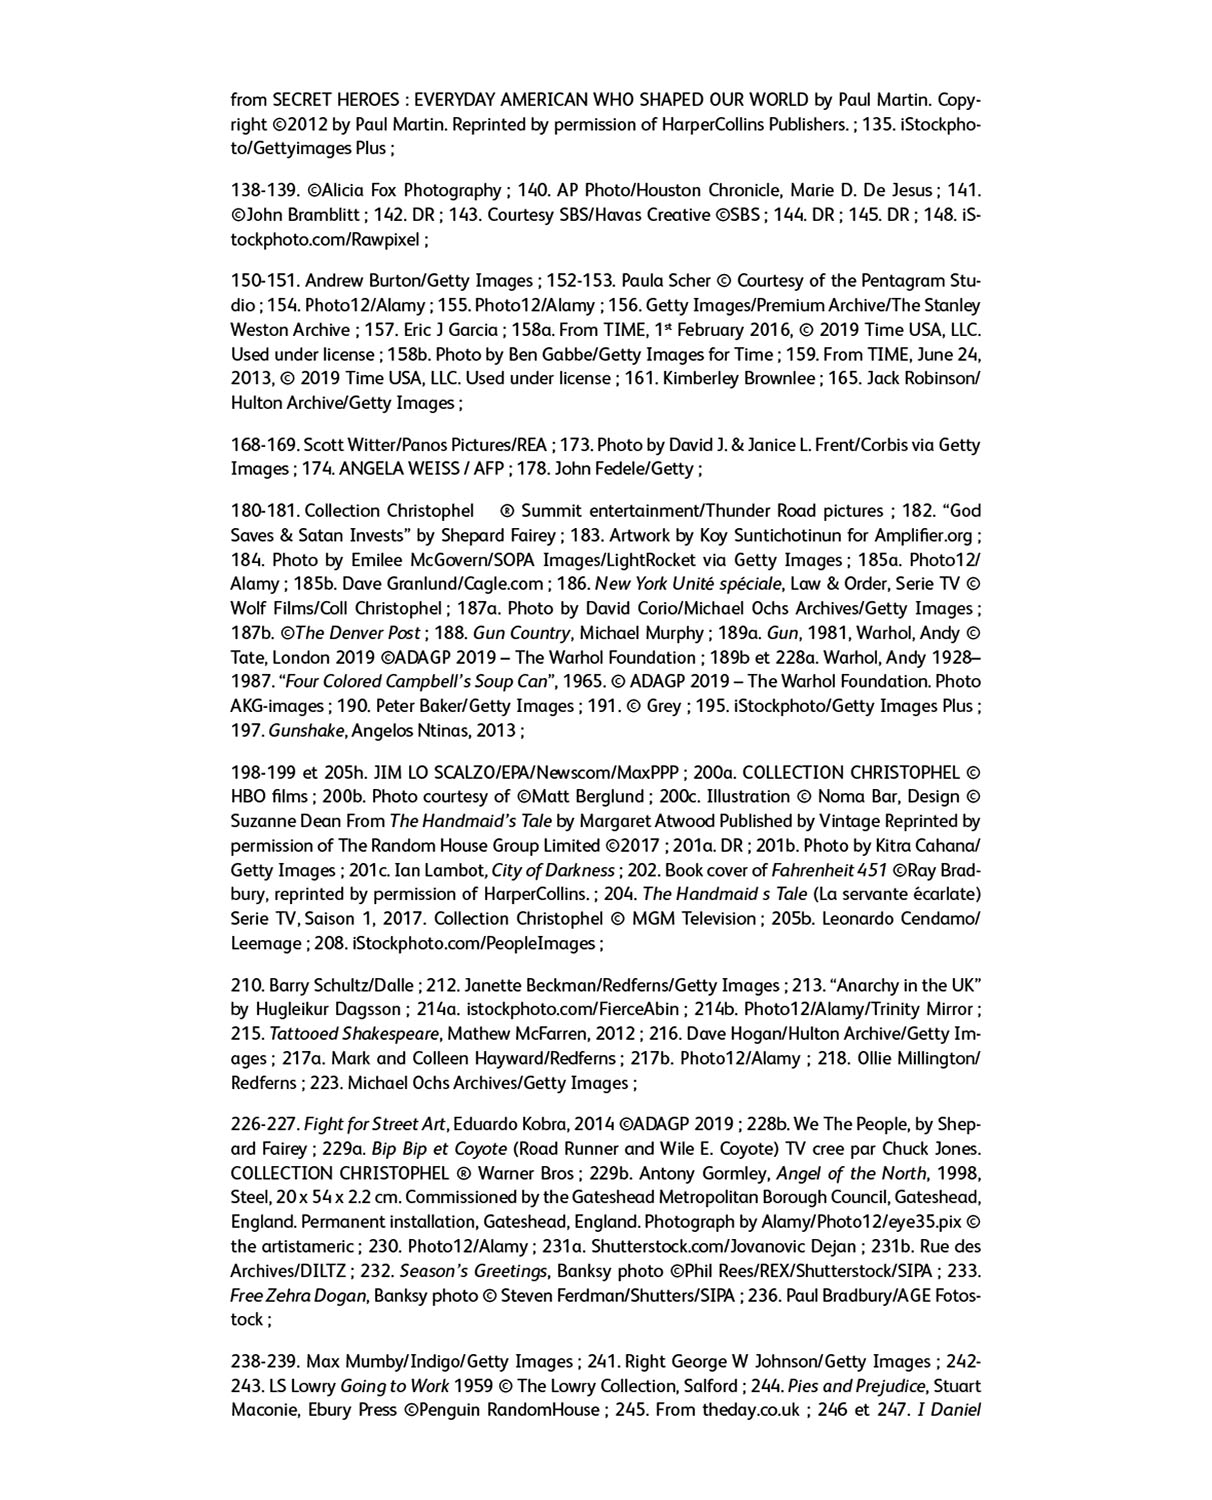 from SECRET HEROES : EVERYDAY AMERICAN WHO SHAPED OUR WORLD by Paul Martin. Copy-
right ©2012 by Paul Martin. Reprinted by permission of HarperCollins Publishers. ; 135. iStockpho-
to/Gettyimages Plus ;
138-139. ©Alicia Fox Photography ; 140. AP Photo/Houston Chronicle, Marie D. De Jesus ; 141.
©John Bramblitt ; 142. DR ; 143. Courtesy SBS/Havas Creative ©SBS ; 144. DR ; 145. DR ; 148. iS-
tockphoto.com/Rawpixel ;
150-151. Andrew Burton/Getty Images ; 152-153. Paula Scher © Courtesy of the Pentagram Stu-
dio ; 154. Photo12/Alamy ; 155. Photo12/Alamy ; 156. Getty Images/Premium Archive/The Stanley
Weston Archive ; 157. Eric J Garcia ; 158a. From TIME, 1st February 2016, © 2019 Time USA, LLC.
Used under license ; 158b. Photo by Ben Gabbe/Getty Images for Time ; 159. From TIME, June 24,
2013, © 2019 Time USA, LLC. Used under license ; 161. Kimberley Brownlee ; 165. Jack Robinson/
Hulton Archive/Getty Images ;
168-169. Scott Witter/Panos Pictures/REA ; 173. Photo by David J. & Janice L. Frent/Corbis via Getty
Images ; 174. ANGELA WEISS / AFP ; 178. John Fedele/Getty ;
180-181. Collection Christophel ® Summit entertainment/Thunder Road pictures ; 182. “God
Saves & Satan Invests” by Shepard Fairey ; 183. Artwork by Koy Suntichotinun for Amplifier.org ;
184. Photo by Emilee McGovern/SOPA Images/LightRocket via Getty Images ; 185a. Photo12/
Alamy ; 185b. Dave Granlund/Cagle.com ; 186. New York Unité spéciale, Law & Order, Serie TV ©
Wolf Films/Coll Christophel ; 187a. Photo by David Corio/Michael Ochs Archives/Getty Images ;
187b. ©The Denver Post ; 188. Gun Country, Michael Murphy ; 189a. Gun, 1981, Warhol, Andy ©
Tate, London 2019 ©ADAGP 2019 – The Warhol Foundation ; 189b et 228a. Warhol, Andy 1928–
1987. “Four Colored Campbell’s Soup Can”, 1965. © ADAGP 2019 – The Warhol Foundation. Photo
AKG-images ; 190. Peter Baker/Getty Images ; 191. © Grey ; 195. iStockphoto/Getty Images Plus ;
197. Gunshake, Angelos Ntinas, 2013 ;
198-199 et 205h. JIM LO SCALZO/EPA/Newscom/MaxPPP ; 200a. COLLECTION CHRISTOPHEL ©
HBO films ; 200b. Photo courtesy of ©Matt Berglund ; 200c. Illustration © Noma Bar, Design ©
Suzanne Dean From The Handmaid’s Tale by Margaret Atwood Published by Vintage Reprinted by
permission of The Random House Group Limited ©2017 ; 201a. DR ; 201b. Photo by Kitra Cahana/
Getty Images ; 201c. Ian Lambot, City of Darkness ; 202. Book cover of Fahrenheit 451 ©Ray Brad-
bury, reprinted by permission of HarperCollins. ; 204. The Handmaid s Tale (La servante écarlate)
Serie TV, Saison 1, 2017. Collection Christophel © MGM Television ; 205b. Leonardo Cendamo/
Leemage ; 208. iStockphoto.com/PeopleImages ;
210. Barry Schultz/Dalle ; 212. Janette Beckman/Redferns/Getty Images ; 213. “Anarchy in the UK”
by Hugleikur Dagsson ; 214a. istockphoto.com/FierceAbin ; 214b. Photo12/Alamy/Trinity Mirror ;
215. Tattooed Shakespeare, Mathew McFarren, 2012 ; 216. Dave Hogan/Hulton Archive/Getty Im-
ages ; 217a. Mark and Colleen Hayward/Redferns ; 217b. Photo12/Alamy ; 218. Ollie Millington/
Redferns ; 223. Michael Ochs Archives/Getty Images ;
226-227. Fight for Street Art, Eduardo Kobra, 2014 ©ADAGP 2019 ; 228b. We The People, by Shep-
ard Fairey ; 229a. Bip Bip et Coyote (Road Runner and Wile E. Coyote) TV cree par Chuck Jones.
COLLECTION CHRISTOPHEL ® Warner Bros ; 229b. Antony Gormley, Angel of the North, 1998,
Steel, 20 x 54 x 2.2 cm. Commissioned by the Gateshead Metropolitan Borough Council, Gateshead,
England. Permanent installation, Gateshead, England. Photograph by Alamy/Photo12/eye35.pix ©
the artistameric ; 230. Photo12/Alamy ; 231a. Shutterstock.com/Jovanovic Dejan ; 231b. Rue des
Archives/DILTZ ; 232. Season’s Greetings, Banksy photo ©Phil Rees/REX/Shutterstock/SIPA ; 233.
Free Zehra Dogan, Banksy photo © Steven Ferdman/Shutters/SIPA ; 236. Paul Bradbury/AGE Fotos-
tock ;
238-239. Max Mumby/Indigo/Getty Images ; 241. Right George W Johnson/Getty Images ; 242-
243. LS Lowry Going to Work 1959 © The Lowry Collection, Salford ; 244. Pies and Prejudice, Stuart
Maconie, Ebury Press ©Penguin RandomHouse ; 245. From theday.co.uk ; 246 et 247. I Daniel